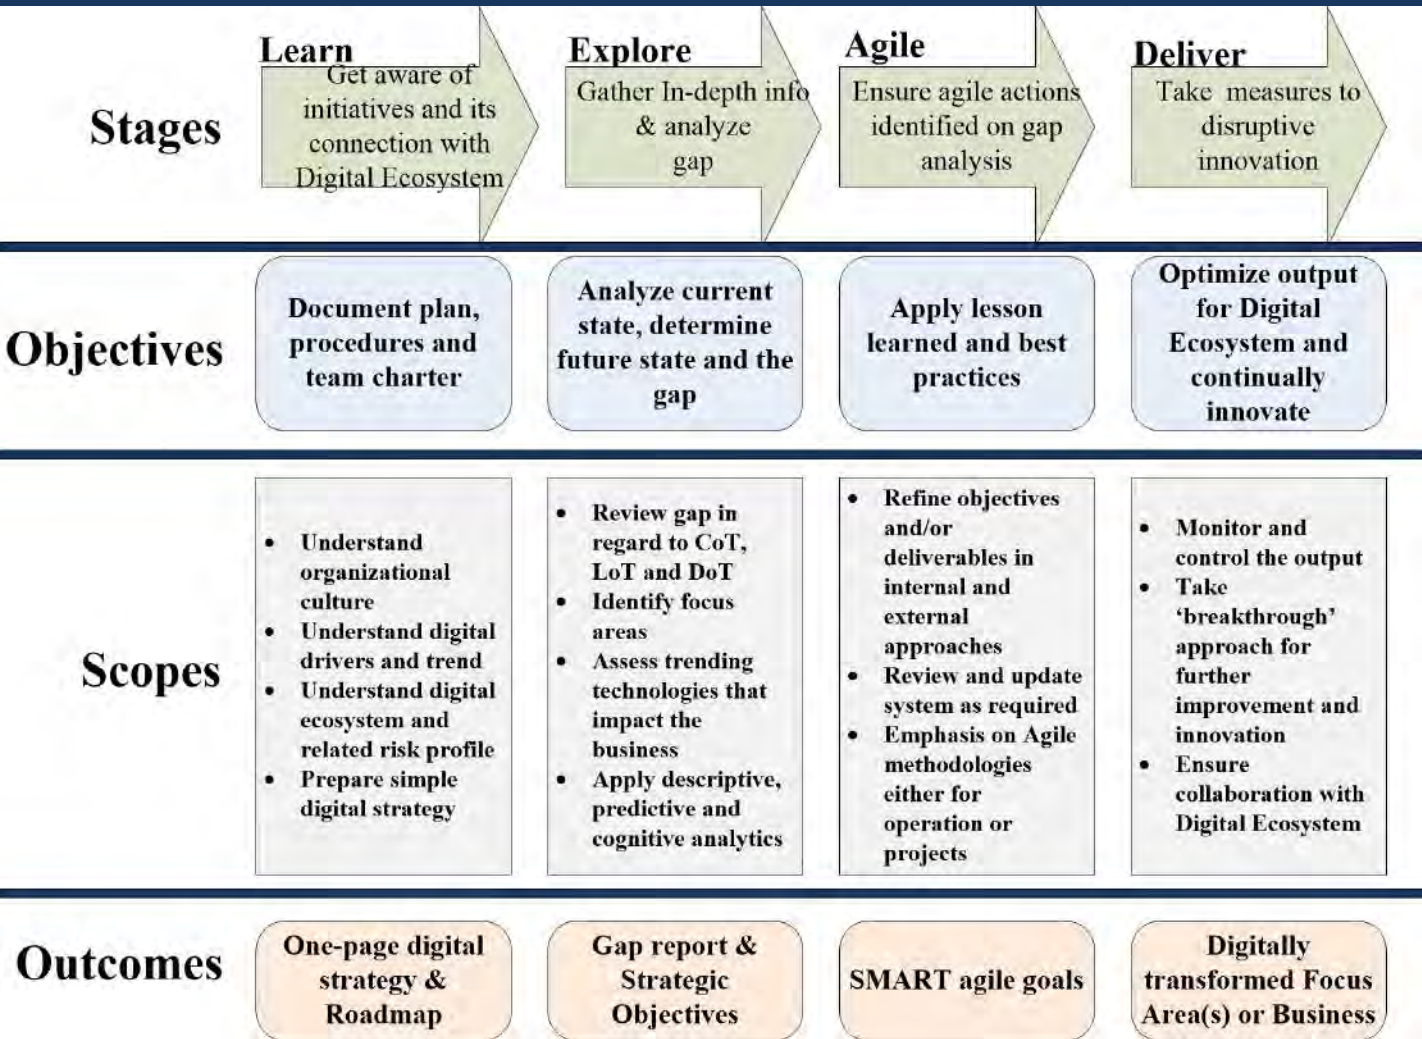 Stages
Learn
Get aware of
initiatives and its
connection with
Digital Ecosystem
Explore
Gather In-depth info
& analyze
gap
Agile
Ensure agile actions
identified on gap
analysis
Deliver
Take measures to
disruptive
innovation
Objectives
Document plan,
procedures and
team charter
Analyze current
state, determine
future state and the
gap
Apply lesson
learned and best
practices
Optimize output
for Digital
Ecosystem and
continually
innovate
Scopes
• Understand
organizational
culture
• Understand digital
drivers and trend
• Understand digital
ecosystem and
related risk profile
• Prepare simple
digital strategy
• Review gap in
regard to CoT,
LoT and DoT
• Identify focus
areas
• Assess trending
technologies that
impact the
business
• Apply descriptive,
predictive and
cognitive analytics
• Refine objectives
and/or
deliverables in
internal and
external
approaches
• Review and update
system as required
• Emphasis on Agile
methodologies
either for
operation or
projects
• Monitor and
control the output
• Take
‘breakthrough’
approach for
further
improvement and
innovation
• Ensure
collaboration with
Digital Ecosystem
Outcomes
One-page digital
strategy &
Roadmap
Gap report &
Strategic
Objectives
SMART agile goals
Digitally
transformed Focus
Area(s) or Business